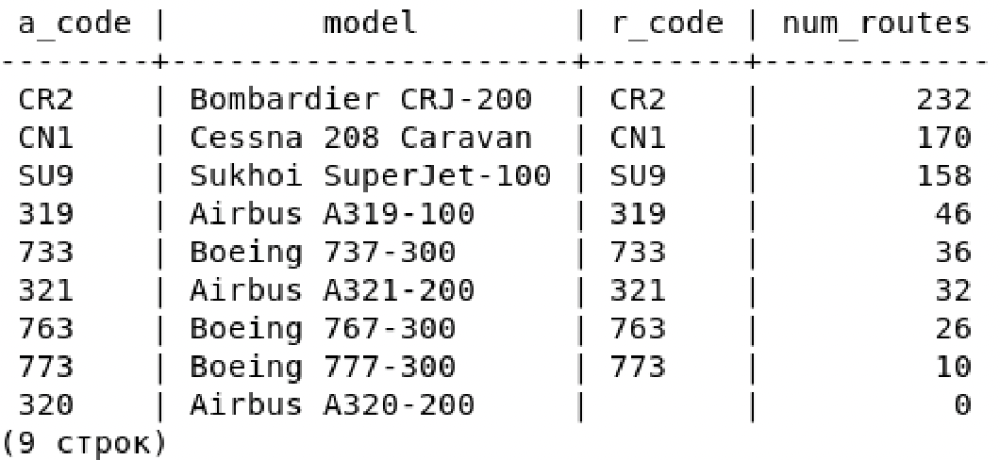 a_code |        model        | r_code | num_routes
--------+---------------------+--------+------------
 CR2    | Bombardier CRJ-200  | CR2    |        232
 CN1    | Cessna 208 Caravan  | CN1    |        170
 SU9    | Sukhoi SuperJet-100 | SU9    |        158
 319    | Airbus A319-100     | 319    |         46
 733    | Boeing 737-300      | 733    |         36
 321    | Airbus A321-200     | 321    |         32
 763    | Boeing 767-300      | 763    |         26
 773    | Boeing 777-300      | 773    |         10
 320    | Airbus A320-200     |        |          0
(9 строк)